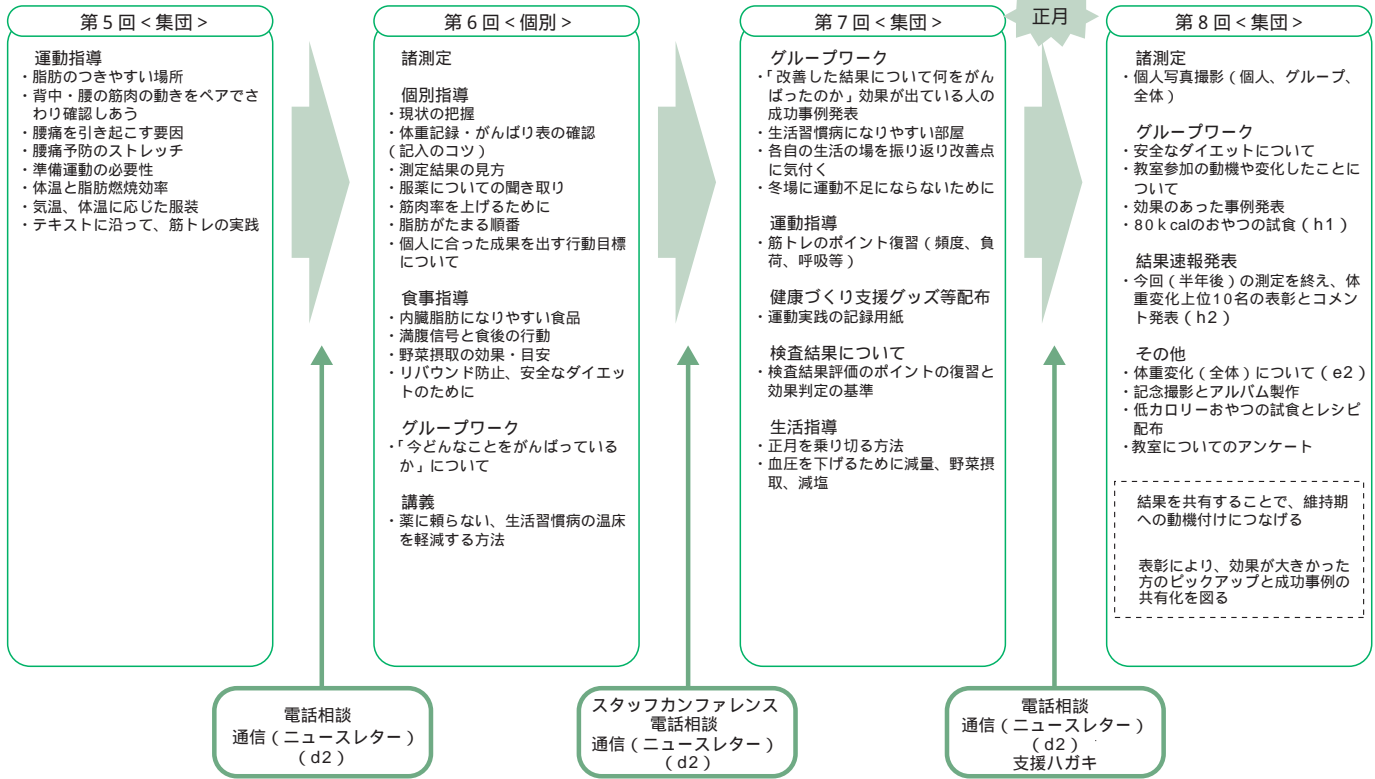 第5回<集団>
運動指導
・脂肪のつきやすい場所
・背中・腰の筋肉の動きをペアでさ
わり確認しあう
・腰痛を引き起こす要因
・腰痛予防のストレッチ
・準備運動の必要性
・体温と脂肪燃焼効率
・気温、体温に応じた服装
・テキストに沿って、筋トレの実践
電話相談
通信(ニュースレター)
(d2)
第6回<個別>
諸測定
個別指導
・現状の把握
・体重記録・がんばり表の確認
(記入のコツ)
・測定結果の見方
・服薬についての聞き取り
・筋肉率を上げるために
・脂肪がたまる順番
・個人に合った成果を出す行動目標
について
食事指導
・内臓脂肪になりやすい食品
・満腹信号と食後の行動
・野菜摂取の効果・目安
・リバウンド防止、安全なダイエッ
トのために
グループワーク
・「今どんなことをがんばっている
か」について
講義
・薬に頼らない、生活習慣病の温床
を軽減する方法
スタッフカンファレンス
電話相談
通信(ニュースレター)
(d2)
第7回<集団>
グループワーク
・「改善した結果について何をがん
ばったのか」効果が出ている人の
成功事例発表
・生活習慣病になりやすい部屋
・各自の生活の場を振り返り改善点
に気付く
・冬場に運動不足にならないために
運動指導
・筋トレのポイント復習(頻度、負
荷、呼吸等)
健康づくり支援グッズ等配布
・運動実践の記録用紙
検査結果について
・検査結果評価のポイントの復習と
効果判定の基準
生活指導
・正月を乗り切る方法
・血圧を下げるために減量、野菜摂
取、減塩
正月
電話相談
通信(ニュースレター)
(d2)
支援ハガキ
第8回<集団>
諸測定
・個人写真撮影(個人、グループ、
全体)
グループワーク
・安全なダイエットについて
・教室参加の動機や変化したことに
ついて
・効果のあった事例発表
・80kcalのおやつの試食(h1)
結果速報発表
・今回(半年後)の測定を終え、体
重変化上位10名の表彰とコメン
ト発表(h2)
その他
・体重変化(全体)について(e2)
・記念撮影とアルバム製作
・低カロリーおやつの試食とレシピ
配布
・教室についてのアンケート
結果を共有することで、維持期
への動機付けにつなげる
表彰により、効果が大きかった
方のピックアップと成功事例の
共有化を図る